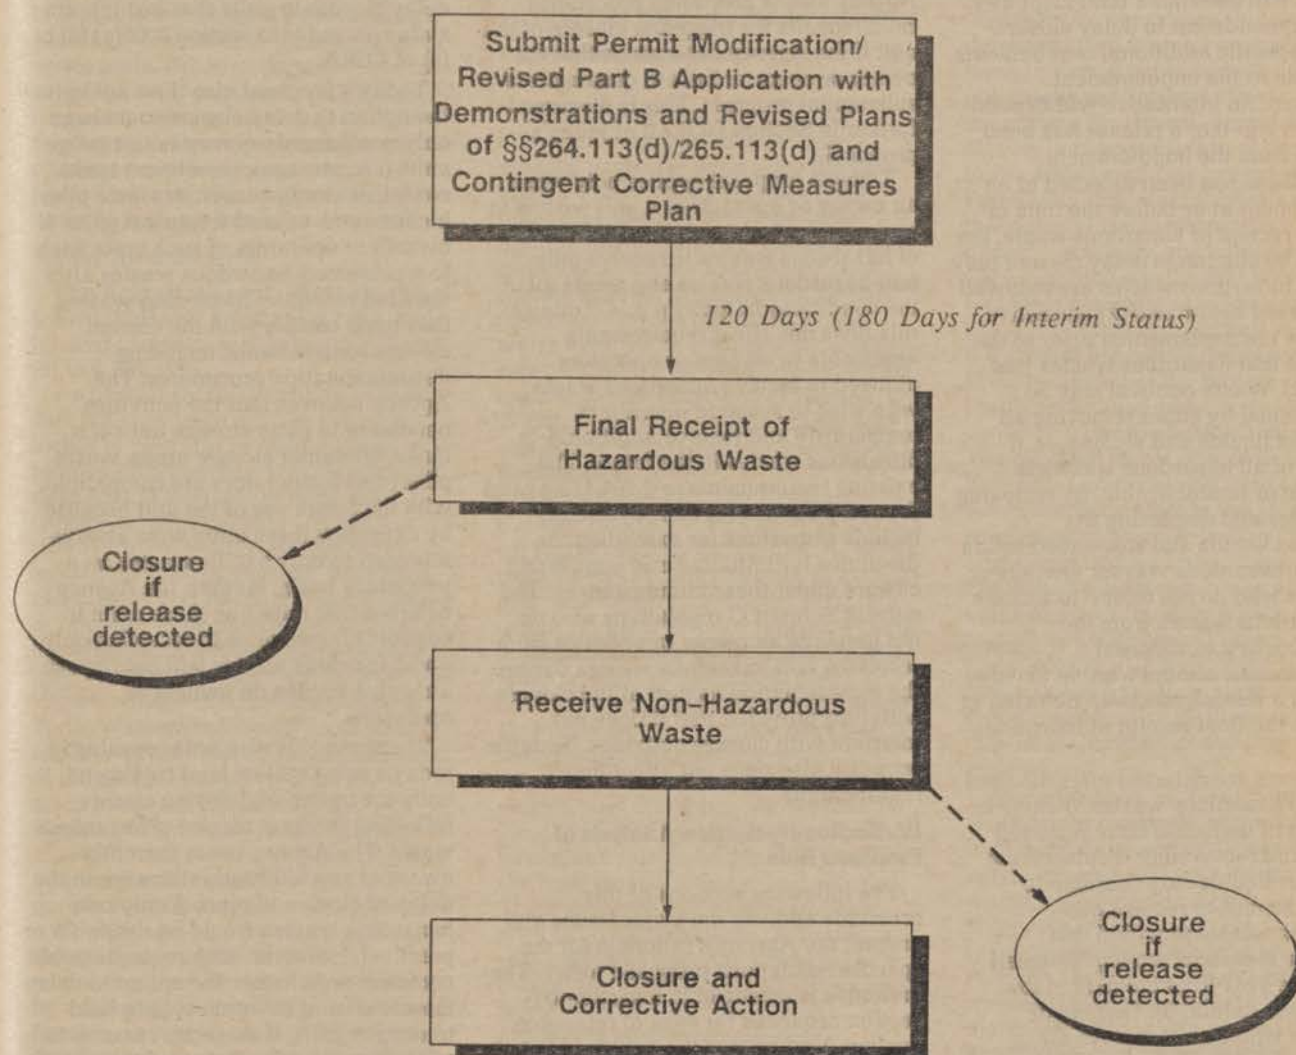 Submit Permit Modification/
Revised Part B Application with
Demonstrations and Revised Plans
of §§264.113(d)/265.113(d) and
Contingent Corrective Measures
Plan
120 Days (180 Days for Interim Status)
Final Receipt of
Hazardous Waste
Closure
if
release
detected
Receive Non-Hazardous
Waste
Closure
if
release
detected
Closure and
Corrective Action